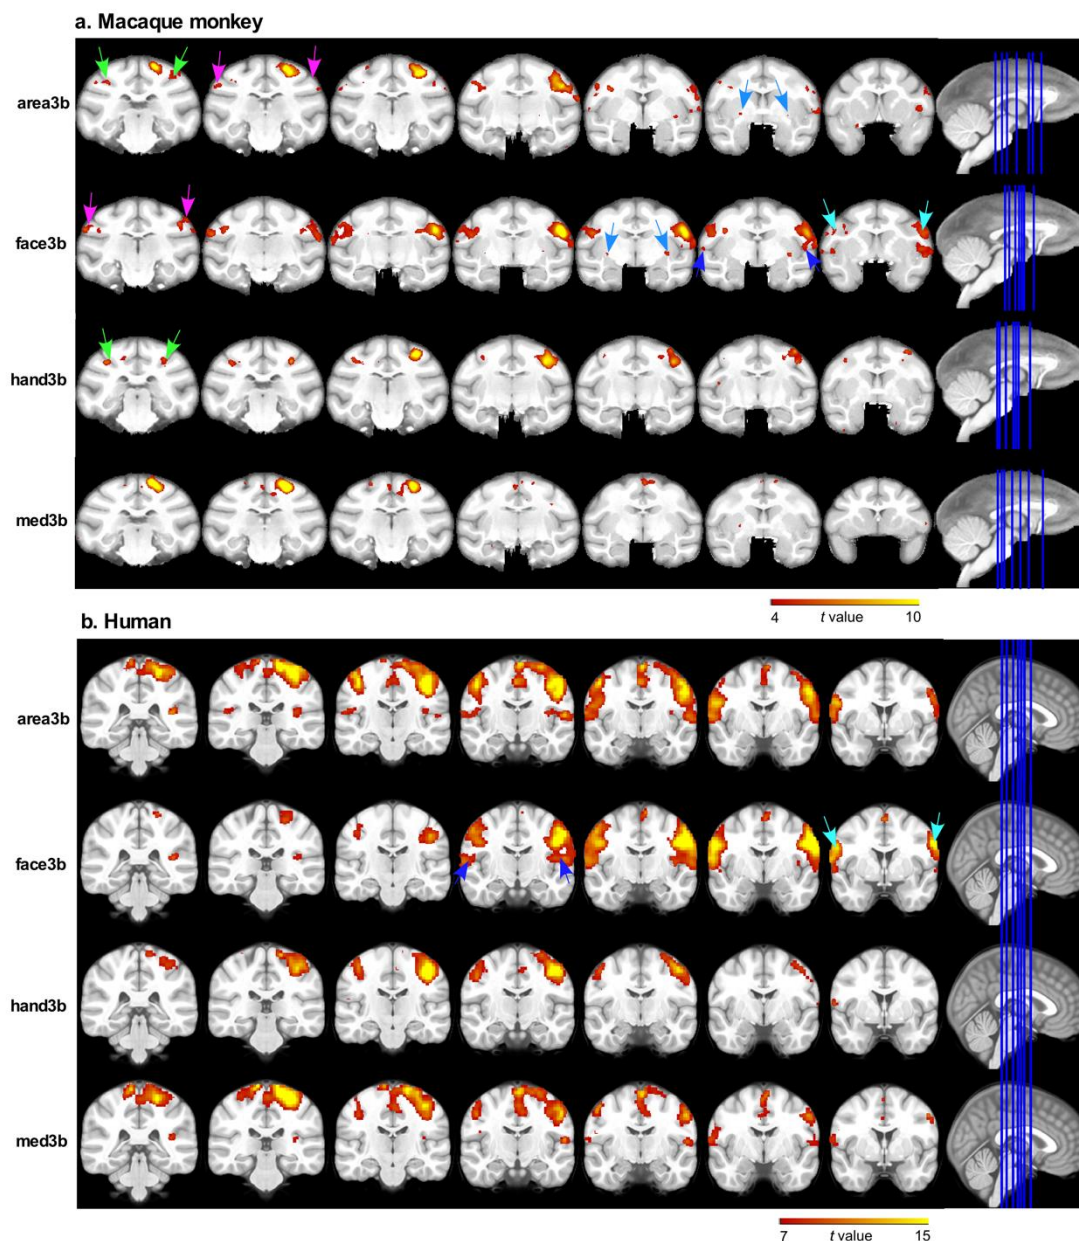 a. Macaque monkey
area3b
face3b
hand3b
med3b
4 t value 10
b. Human
area3b
face3b
hand3b
med3b
7 t value 15